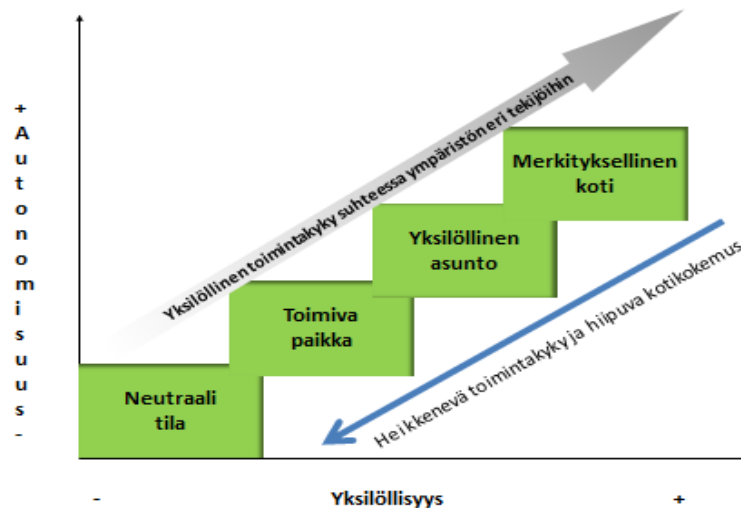 + Autonomisuus -
Yksilöllinen toimintakyky suhteessa ympäristön eri tekijöihin
Merkityksellinen
koti
Yksilöllinen
asunto
Toimiva
paikka
Neutraali
tila
Heikkenevä toimintakyky ja hiipuva kotikokemus
- Yksilöllisyys +